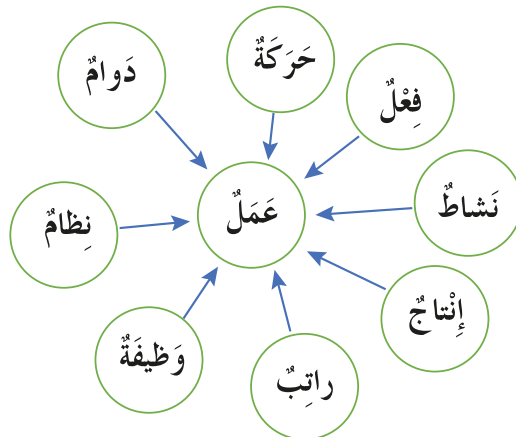 حَرَكَةٌ
فِعْلٌ
نَشاطٌ
إِنْتاجٌ
راتِبٌ
وَظيفَةٌ
نِظامٌ
دَوامٌ
عَمَلٌ